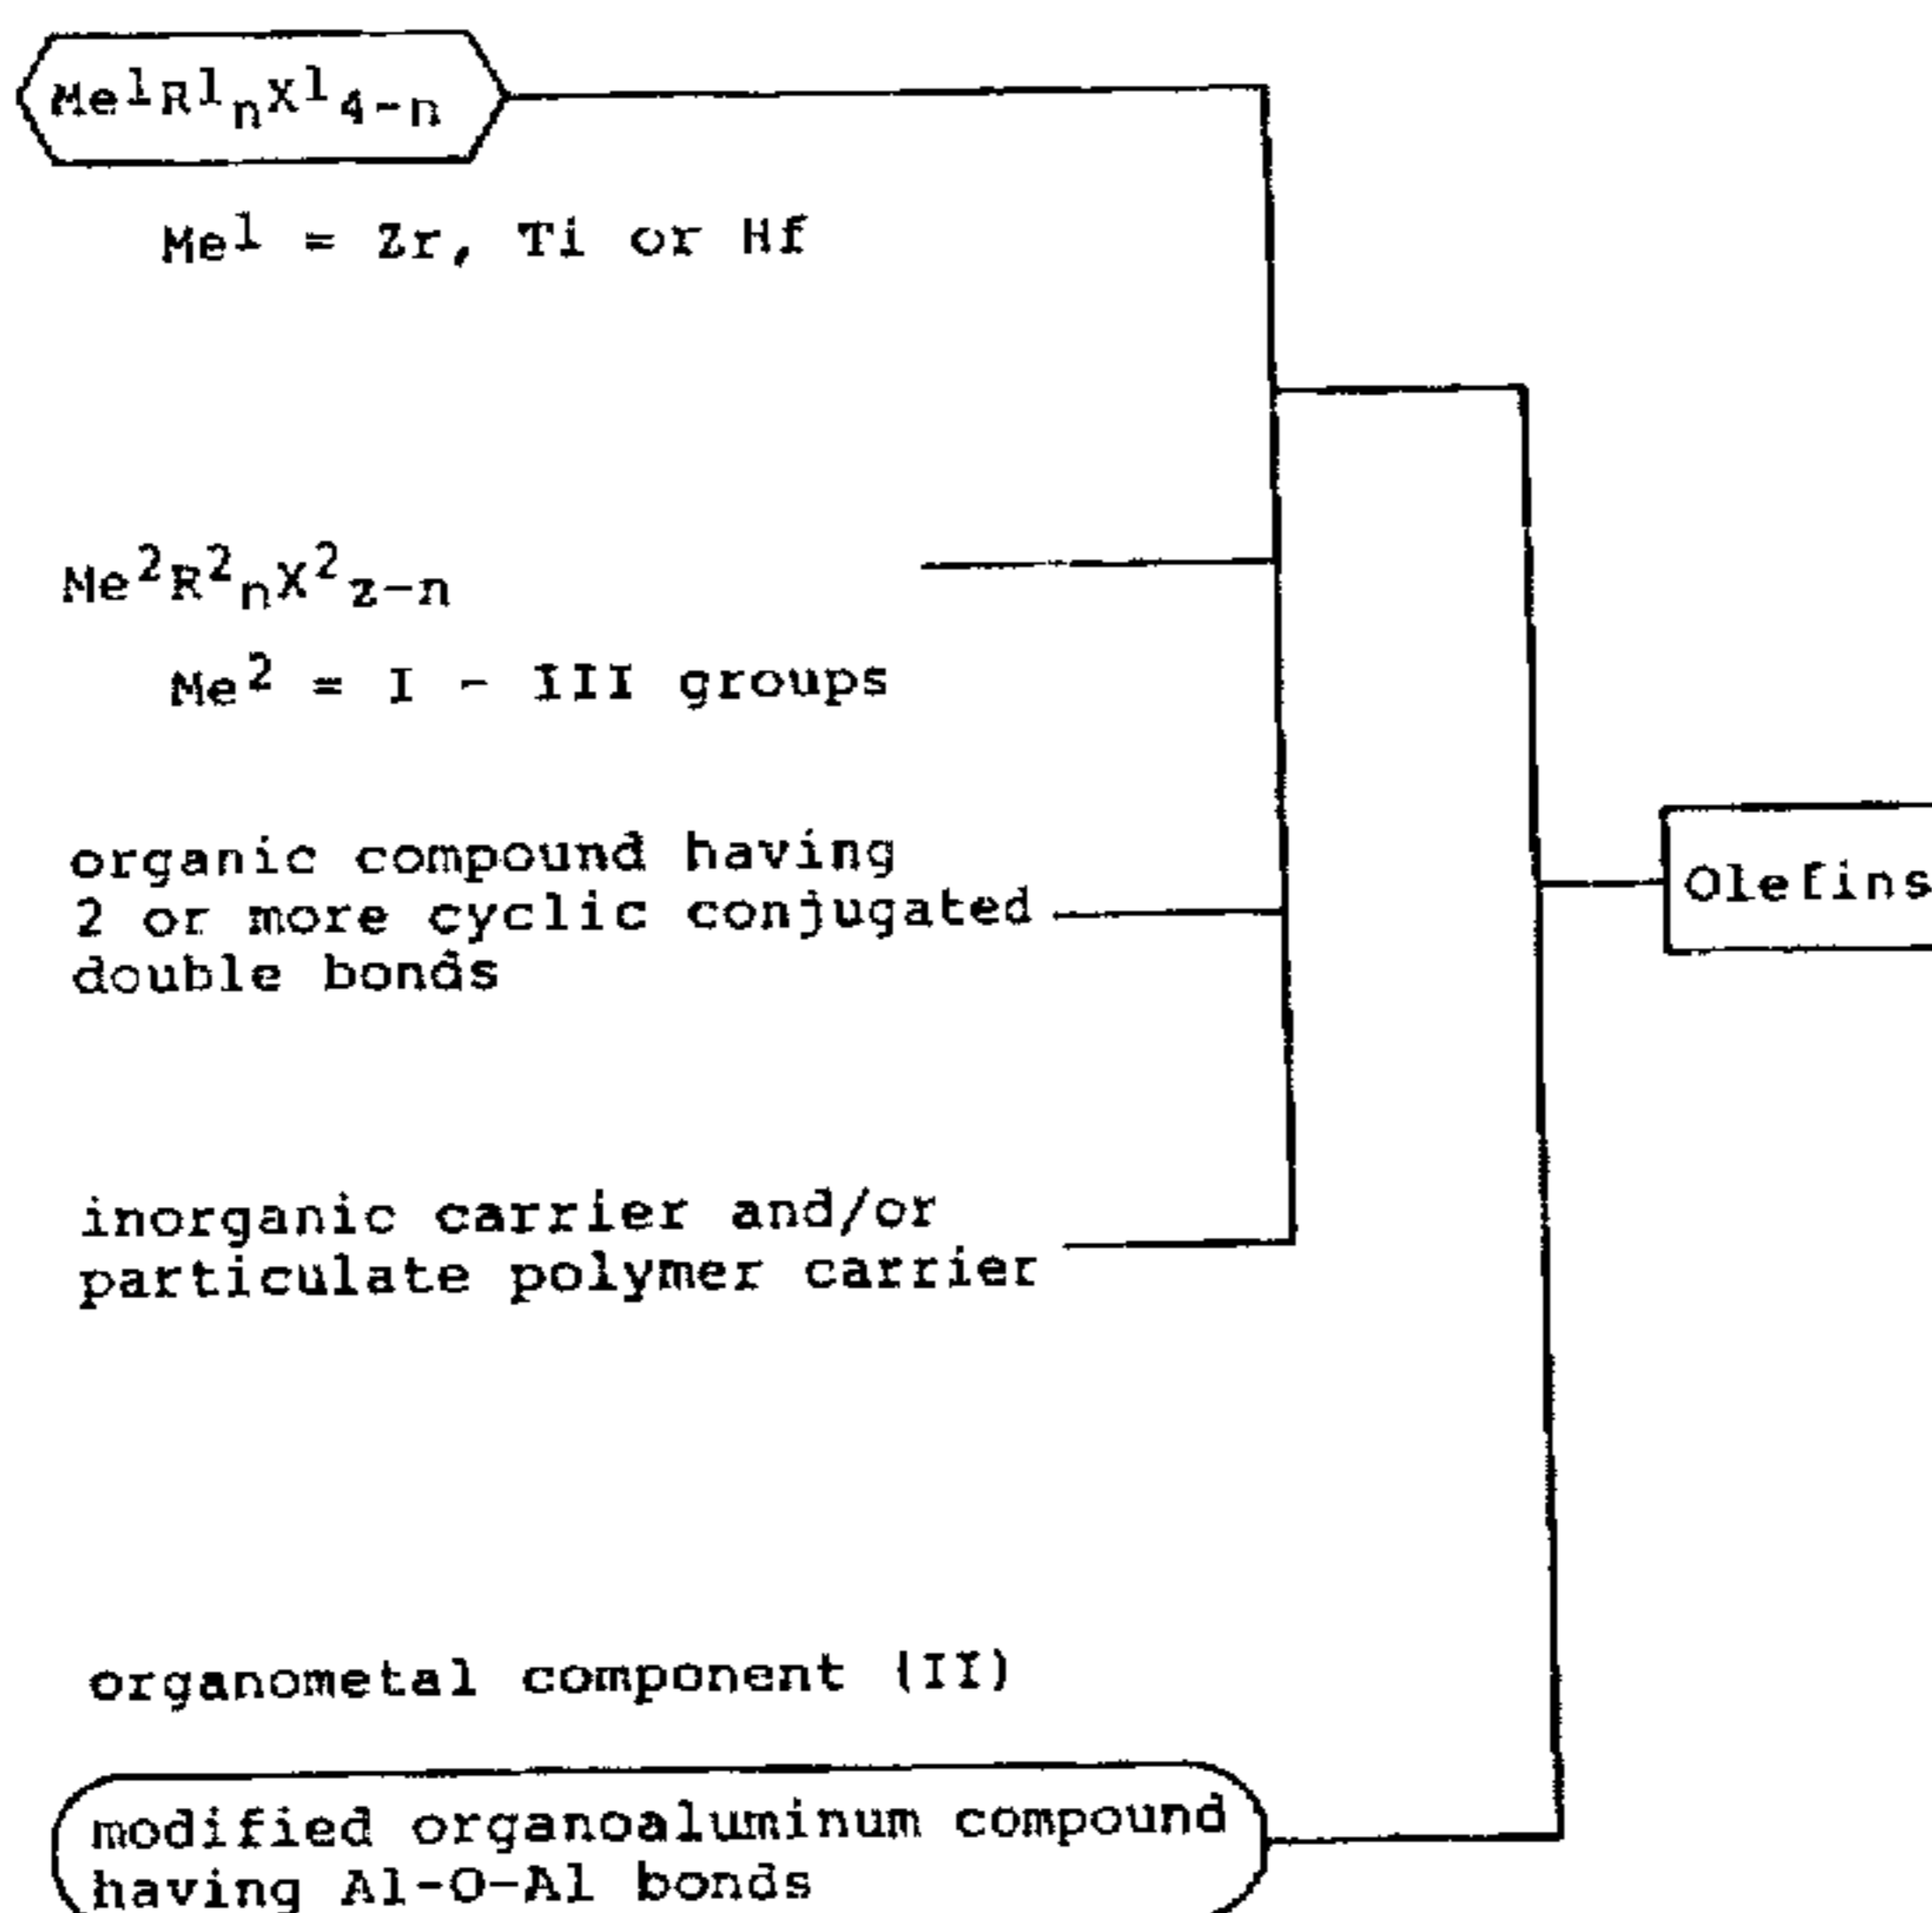 Me¹R¹ₙX¹₄₋ₙ
Me¹ = Zr, Ti or Hf
Me²R²ₙX²z₋ₙ
Me² = I - III groups
organic compound having
2 or more cyclic conjugated
double bonds
Olefins
inorganic carrier and/or
particulate polymer carrier
organometal component (II)
modified organoaluminum compound
having Al-O-Al bonds